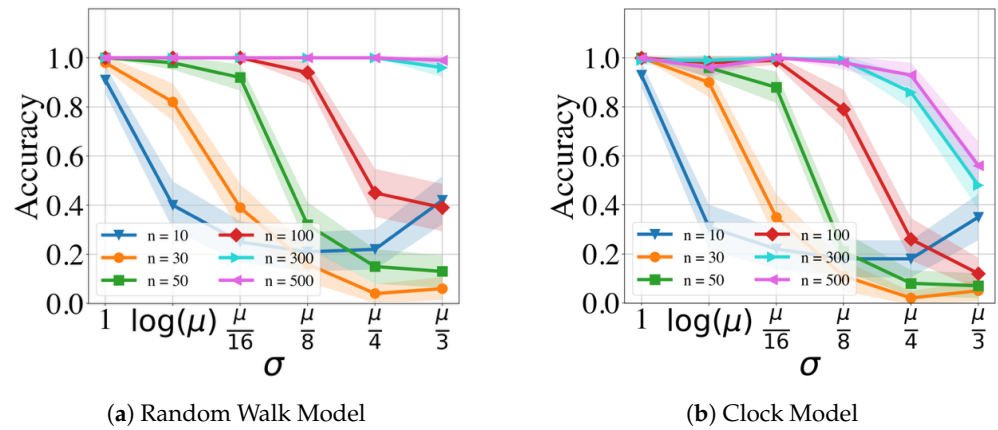 Accuracy
1.0
0.8
0.6
0.4
0.2
0.0
n = 10
n = 30
n = 50
n = 100
n = 300
n = 500
1 log(μ) μ/16 μ/8 μ/4 μ/3
σ
(a) Random Walk Model
Accuracy
1.0
0.8
0.6
0.4
0.2
0.0
n = 10
n = 30
n = 50
n = 100
n = 300
n = 500
1 log(μ) μ/16 μ/8 μ/4 μ/3
σ
(b) Clock Model